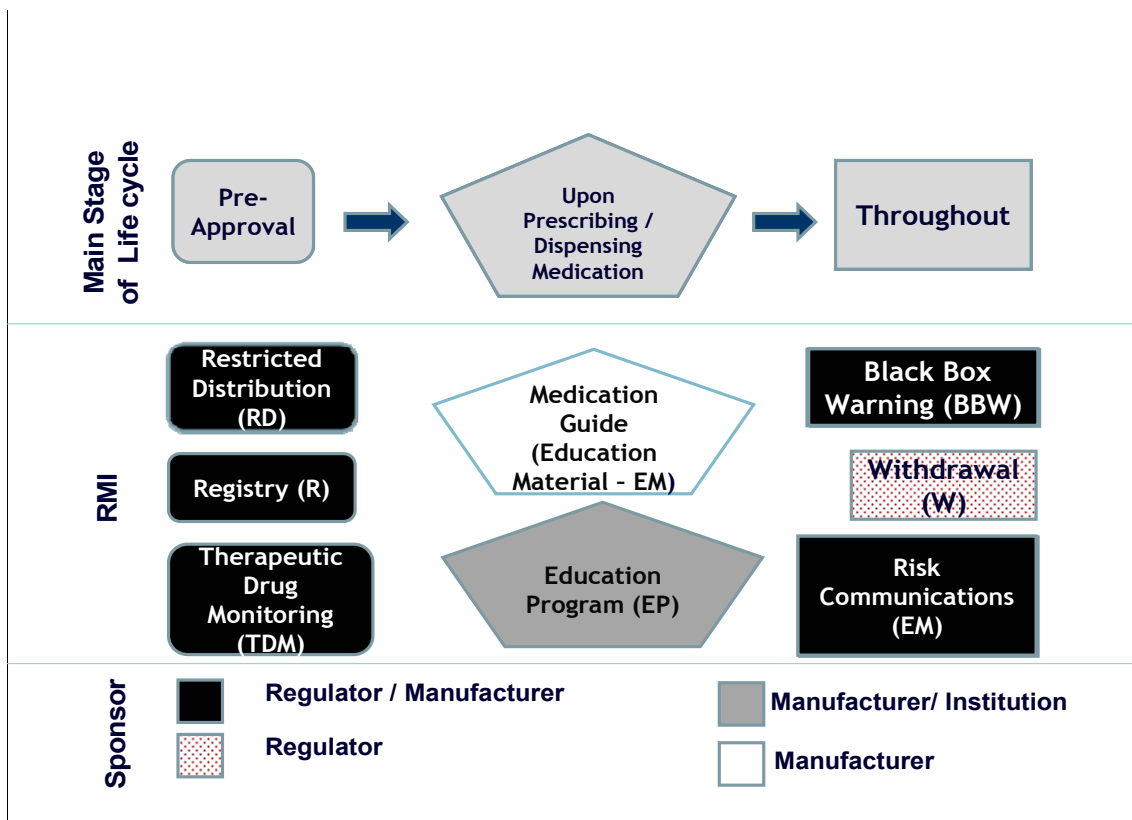 Main Stage
of Life cycle
Pre-
Approval
Upon
Prescribing /
Dispensing
Medication
Throughout
RMI
Restricted
Distribution
(RD)
Registry (R)
Therapeutic
Drug
Monitoring
(TDM)
Medication
Guide
(Education
Material – EM)
Education
Program (EP)
Black Box
Warning (BBW)
Withdrawal
(W)
Risk
Communications
(EM)
Sponsor
Regulator / Manufacturer
Regulator
Manufacturer/ Institution
Manufacturer